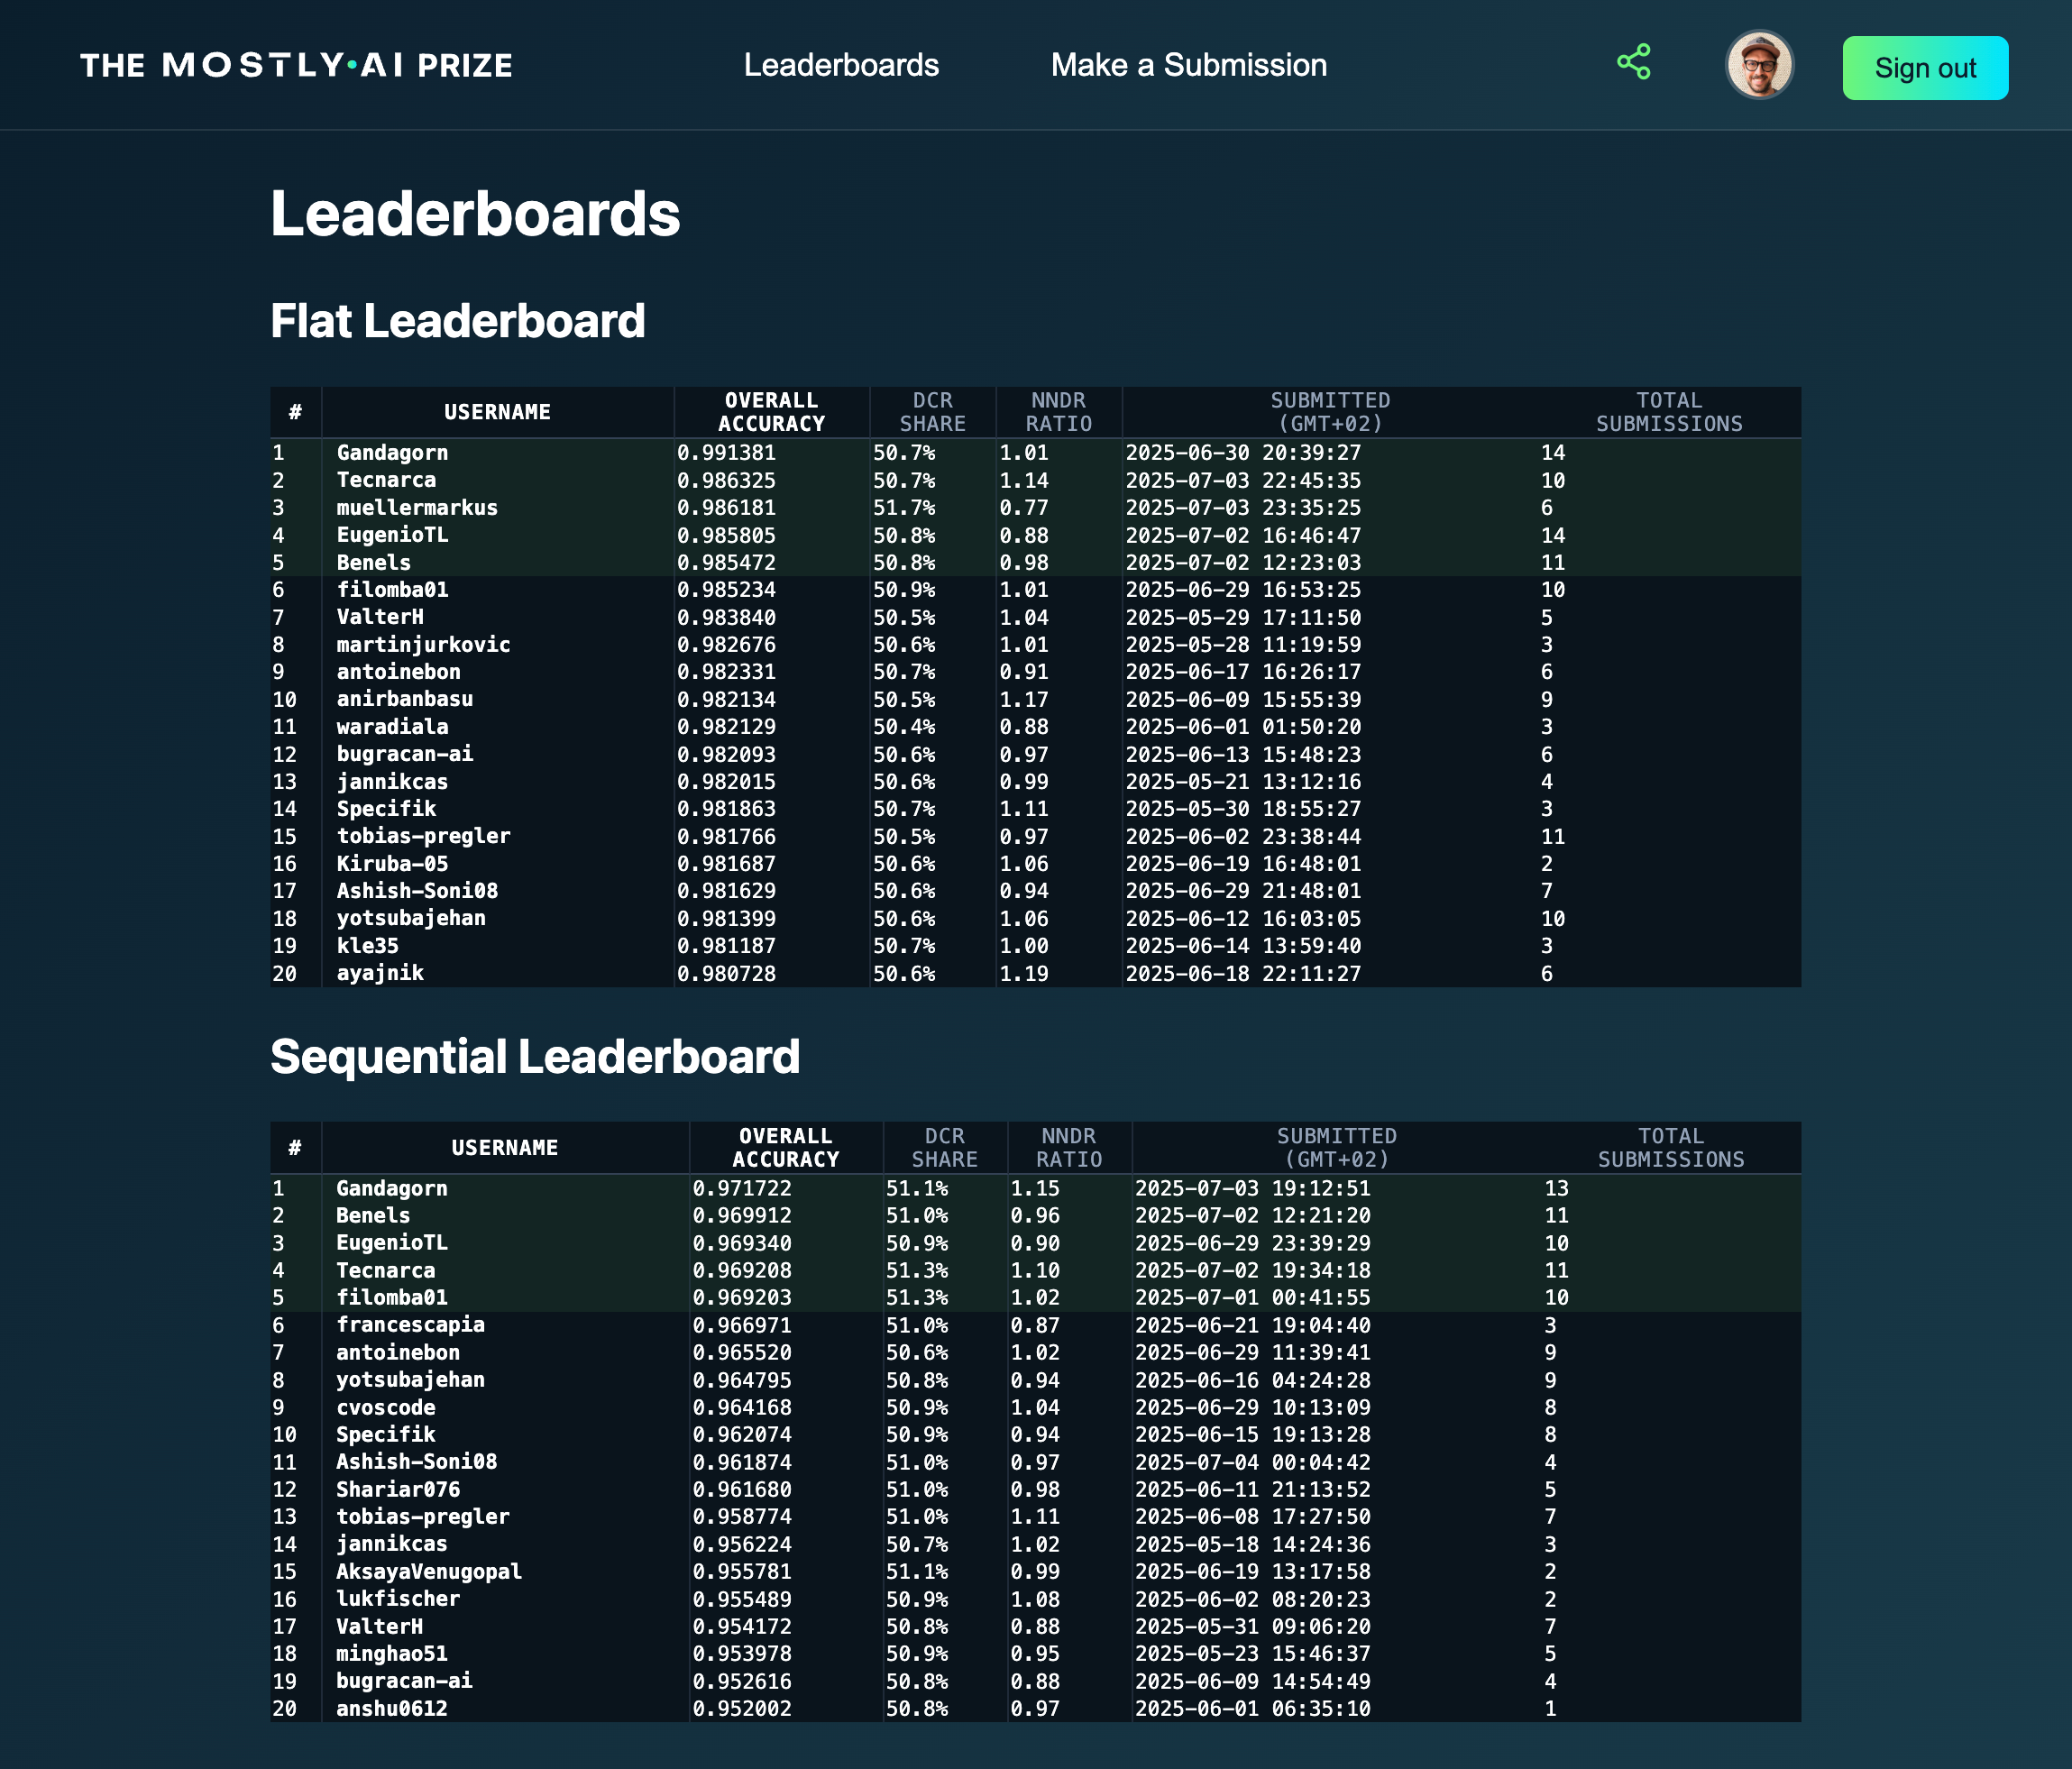 THE MOSTLY•AI PRIZE Leaderboards Make a Submission Sign out
Leaderboards
Flat Leaderboard
# USERNAME OVERALL ACCURACY DCR SHARE NNDR RATIO SUBMITTED (GMT+02) TOTAL SUBMISSIONS
1 Gandagorn 0.991381 50.7% 1.01 2025-06-30 20:39:27 14
2 Tecnarca 0.986325 50.7% 1.14 2025-07-03 22:45:35 10
3 muellermarkus 0.986181 51.7% 0.77 2025-07-03 23:35:25 6
4 EugenioTL 0.985805 50.8% 0.88 2025-07-02 16:46:47 14
5 Benels 0.985472 50.8% 0.98 2025-07-02 12:23:03 11
6 filomba01 0.985234 50.9% 1.01 2025-06-29 16:53:25 10
7 ValterH 0.983840 50.5% 1.04 2025-05-29 17:11:50 5
8 martinjurkovic 0.982676 50.6% 1.01 2025-05-28 11:19:59 3
9 antoinebon 0.982331 50.7% 0.91 2025-06-17 16:26:17 6
10 anirbanbasu 0.982134 50.5% 1.17 2025-06-09 15:55:39 9
11 waradiala 0.982129 50.4% 0.88 2025-06-01 01:50:20 3
12 bugracan-ai 0.982093 50.6% 0.97 2025-06-13 15:48:23 6
13 jannikcas 0.982015 50.6% 0.99 2025-05-21 13:12:16 4
14 Specifik 0.981863 50.7% 1.11 2025-05-30 18:55:27 3
15 tobias-pregler 0.981766 50.5% 0.97 2025-06-02 23:38:44 11
16 Kiruba-05 0.981687 50.6% 1.06 2025-06-19 16:48:01 2
17 Ashish-Soni08 0.981629 50.6% 0.94 2025-06-29 21:48:01 7
18 yotsubajehan 0.981399 50.6% 1.06 2025-06-12 16:03:05 10
19 kle35 0.981187 50.7% 1.00 2025-06-14 13:59:40 3
20 ayajnik 0.980728 50.6% 1.19 2025-06-18 22:11:27 6
Sequential Leaderboard
# USERNAME OVERALL ACCURACY DCR SHARE NNDR RATIO SUBMITTED (GMT+02) TOTAL SUBMISSIONS
1 Gandagorn 0.971722 51.1% 1.15 2025-07-03 19:12:51 13
2 Benels 0.969912 51.0% 0.96 2025-07-02 12:21:20 11
3 EugenioTL 0.969340 50.9% 0.90 2025-06-29 23:39:29 10
4 Tecnarca 0.969208 51.3% 1.10 2025-07-02 19:34:18 11
5 filomba01 0.969203 51.3% 1.02 2025-07-01 00:41:55 10
6 francescapia 0.966971 51.0% 0.87 2025-06-21 19:04:40 3
7 antoinebon 0.965520 50.6% 1.02 2025-06-29 11:39:41 9
8 yotsubajehan 0.964795 50.8% 0.94 2025-06-16 04:24:28 9
9 cvoscode 0.964168 50.9% 1.04 2025-06-29 10:13:09 8
10 Specifik 0.962074 50.9% 0.94 2025-06-15 19:13:28 8
11 Ashish-Soni08 0.961874 51.0% 0.97 2025-07-04 00:04:42 4
12 Shariar076 0.961680 51.0% 0.98 2025-06-11 21:13:52 5
13 tobias-pregler 0.958774 51.0% 1.11 2025-06-08 17:27:50 7
14 jannikcas 0.956224 50.7% 1.02 2025-05-18 14:24:36 3
15 AksayaVenugopal 0.955781 51.1% 0.99 2025-06-19 13:17:58 2
16 lukfischer 0.955489 50.9% 1.08 2025-06-02 08:20:23 2
17 ValterH 0.954172 50.8% 0.88 2025-05-31 09:06:20 7
18 minghao51 0.953978 50.9% 0.95 2025-05-23 15:46:37 5
19 bugracan-ai 0.952616 50.8% 0.88 2025-06-09 14:54:49 4
20 anshu0612 0.952002 50.8% 0.97 2025-06-01 06:35:10 1